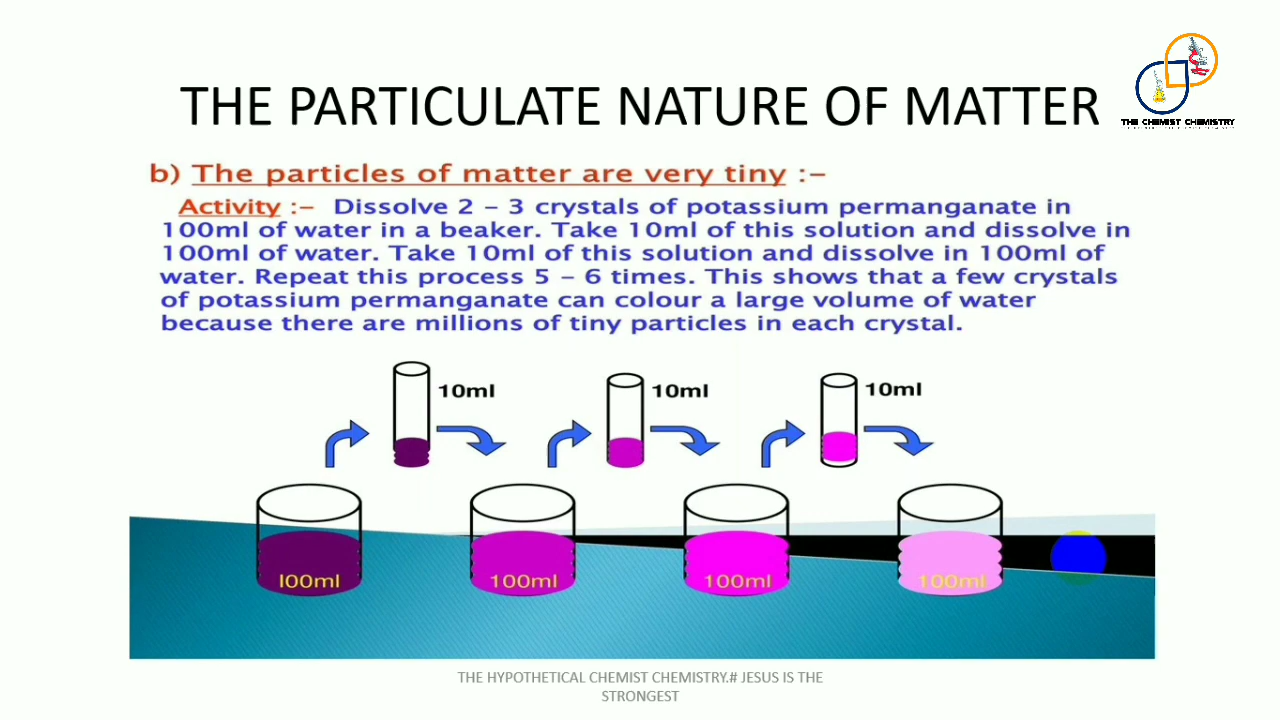 THE PARTICULATE NATURE OF MATTER
THE CHEMIST CHEMISTRY
b) The particles of matter are very tiny :-
Activity :- Dissolve 2 – 3 crystals of potassium permanganate in
100ml of water in a beaker. Take 10ml of this solution and dissolve in
100ml of water. Take 10ml of this solution and dissolve in 100ml of
water. Repeat this process 5 – 6 times. This shows that a few crystals
of potassium permanganate can colour a large volume of water
because there are millions of tiny particles in each crystal.
10ml 10ml 10ml
l00ml 100ml 100ml 100ml
THE HYPOTHETICAL CHEMIST CHEMISTRY.# JESUS IS THE
STRONGEST